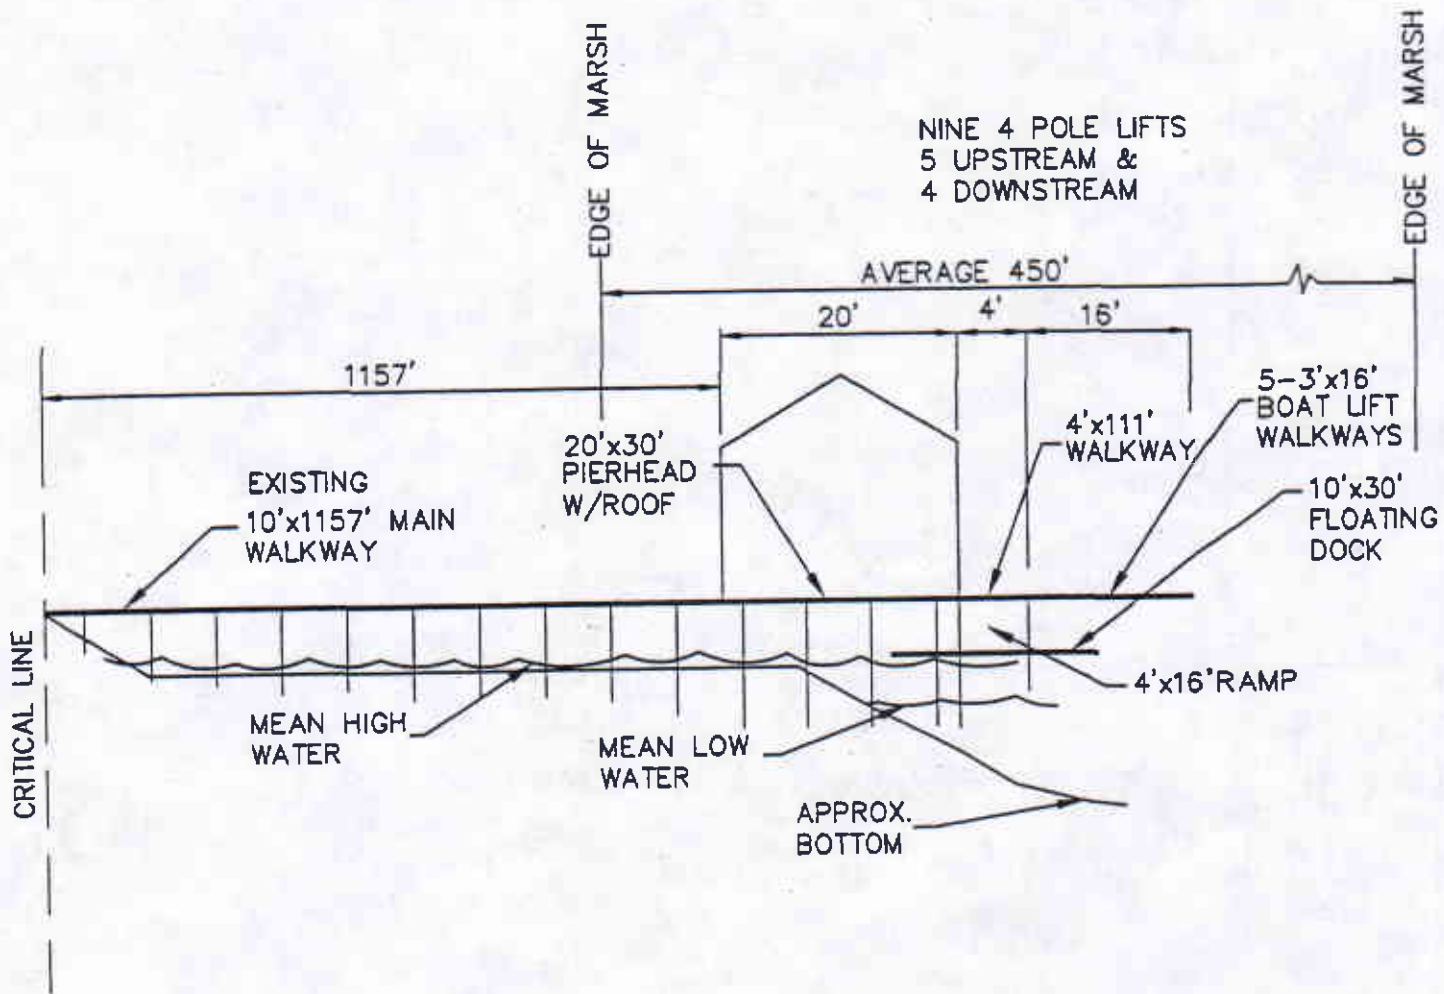 EDGE OF MARSH
EDGE OF MARSH
NINE 4 POLE LIFTS
5 UPSTREAM &
4 DOWNSTREAM
AVERAGE 450'
20'
4'
16'
1157'
5-3'x16'
BOAT LIFT
WALKWAYS
4'x111'
WALKWAY
20'x30'
PIERHEAD
W/ROOF
EXISTING
10'x1157' MAIN
WALKWAY
10'x30'
FLOATING
DOCK
CRITICAL LINE
4'x16'RAMP
MEAN HIGH
WATER
MEAN LOW
WATER
APPROX.
BOTTOM